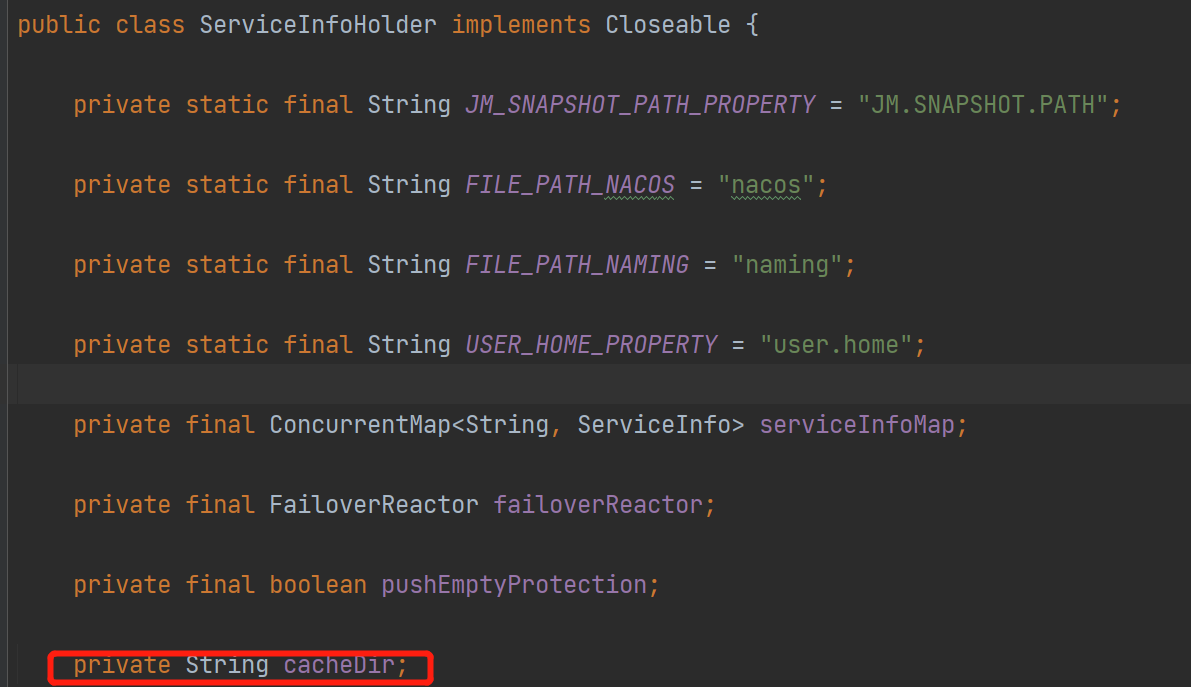 public class ServiceInfoHolder implements Closeable {
private static final String JM_SNAPSHOT_PATH_PROPERTY = "JM.SNAPSHOT.PATH";
private static final String FILE_PATH_NACOS = "nacos";
private static final String FILE_PATH_NAMING = "naming";
private static final String USER_HOME_PROPERTY = "user.home";
private final ConcurrentMap<String, ServiceInfo> serviceInfoMap;
private final FailoverReactor failoverReactor;
private final boolean pushEmptyProtection;
private String cacheDir;